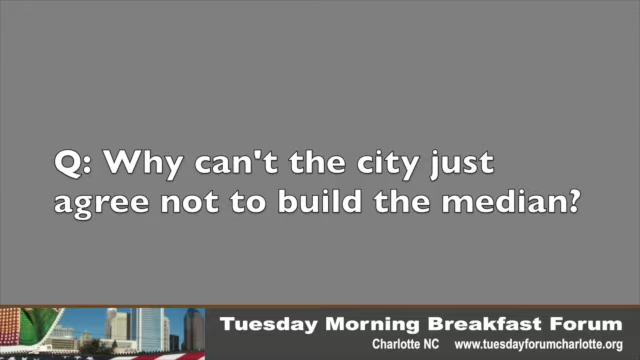 Q: Why can't the city just
agree not to build the median?
Tuesday Morning Breakfast Forum
Charlotte NC www.tuesdayforumcharlotte.org